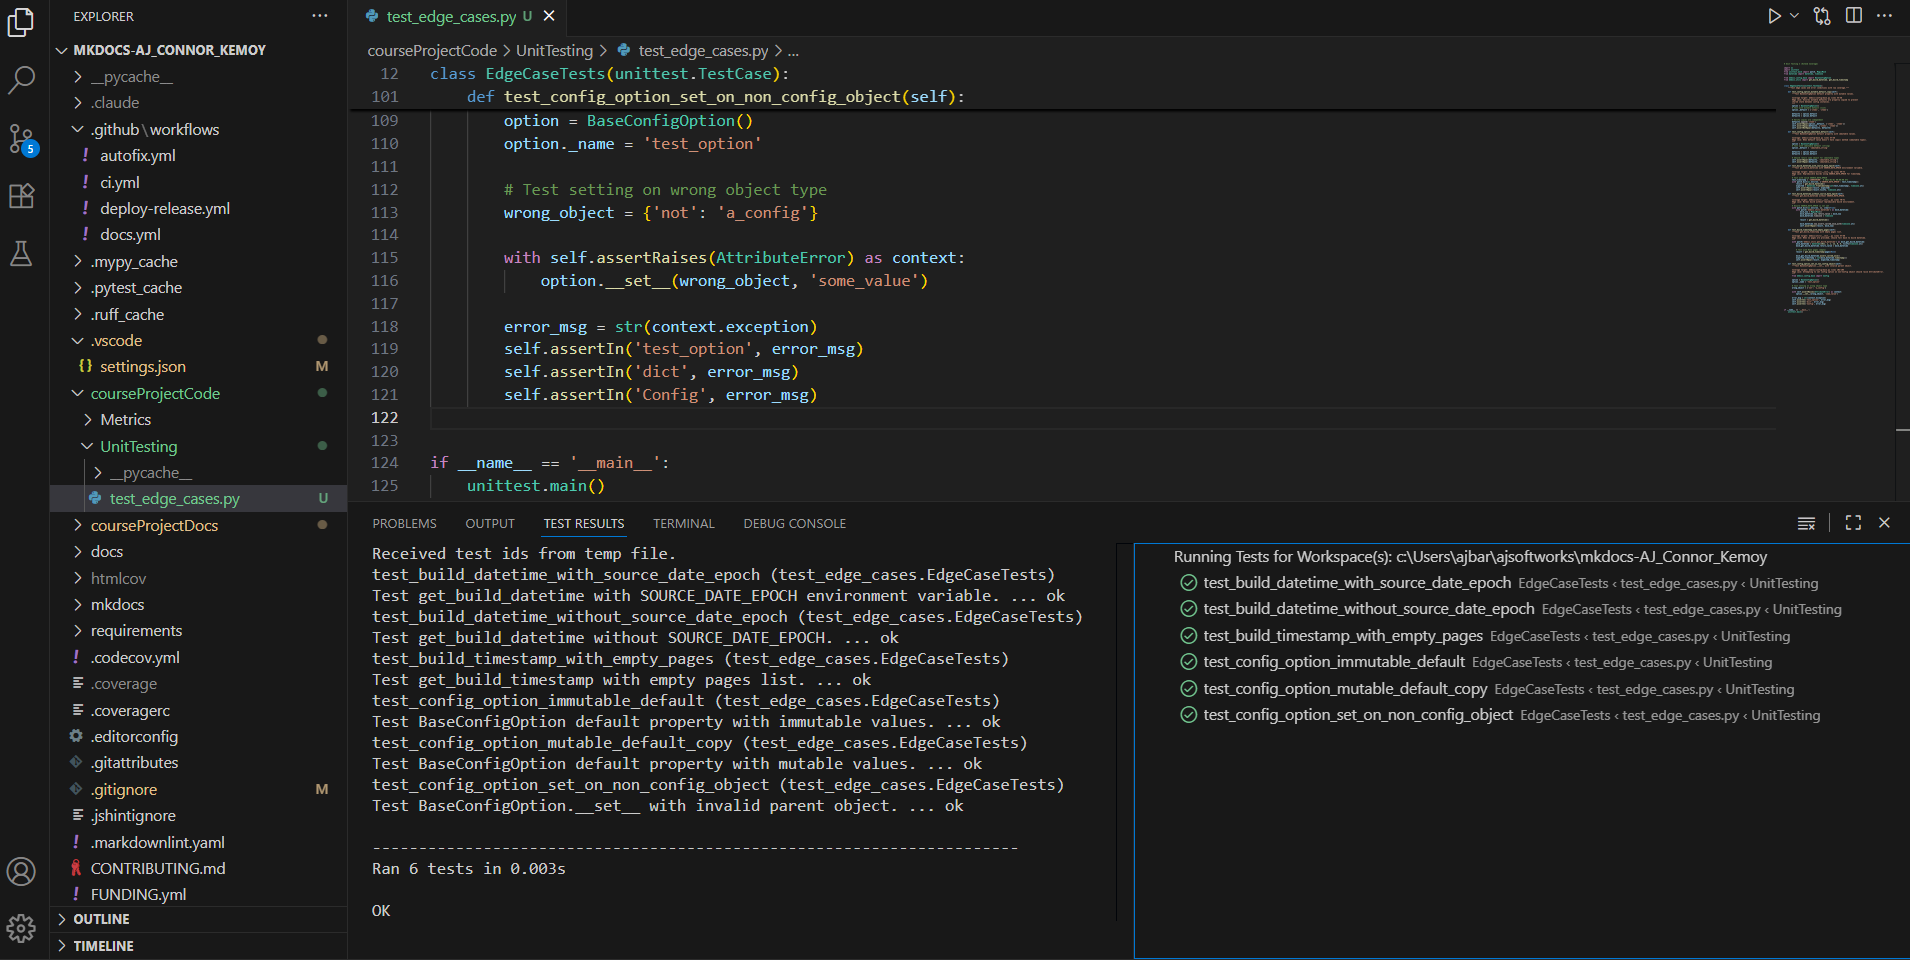 EXPLORER
MKDOCS-AJ_CONNOR_KEMOY
__pycache__
.claude
.github\workflows
! autofix.yml
! ci.yml
! deploy-release.yml
! docs.yml
.mypy_cache
.pytest_cache
.ruff_cache
.vscode
{} settings.json M
courseProjectCode
Metrics
UnitTesting
__pycache__
test_edge_cases.py U
courseProjectDocs
docs
htmlcov
mkdocs
requirements
! .codecov.yml
.coverage
.coveragerc
.editorconfig
.gitattributes
.gitignore M
.jshintignore
! .markdownlint.yaml
CONTRIBUTING.md
! FUNDING.yml
OUTLINE
TIMELINE
5
test_edge_cases.py U
courseProjectCode > UnitTesting > test_edge_cases.py > ...
12 class EdgeCaseTests(unittest.TestCase):
101 def test_config_option_set_on_non_config_object(self):
109 option = BaseConfigOption()
110 option._name = 'test_option'
111
112 # Test setting on wrong object type
113 wrong_object = {'not': 'a_config'}
114
115 with self.assertRaises(AttributeError) as context:
116 option.__set__(wrong_object, 'some_value')
117
118 error_msg = str(context.exception)
119 self.assertIn('test_option', error_msg)
120 self.assertIn('dict', error_msg)
121 self.assertIn('Config', error_msg)
122
123
124 if __name__ == '__main__':
125 unittest.main()
PROBLEMS OUTPUT TEST RESULTS TERMINAL DEBUG CONSOLE
Received test ids from temp file.
test_build_datetime_with_source_date_epoch (test_edge_cases.EdgeCaseTests)
Test get_build_datetime with SOURCE_DATE_EPOCH environment variable. ... ok
test_build_datetime_without_source_date_epoch (test_edge_cases.EdgeCaseTests)
Test get_build_datetime without SOURCE_DATE_EPOCH. ... ok
test_build_timestamp_with_empty_pages (test_edge_cases.EdgeCaseTests)
Test get_build_timestamp with empty pages list. ... ok
test_config_option_immutable_default (test_edge_cases.EdgeCaseTests)
Test BaseConfigOption default property with immutable values. ... ok
test_config_option_mutable_default_copy (test_edge_cases.EdgeCaseTests)
Test BaseConfigOption default property with mutable values. ... ok
test_config_option_set_on_non_config_object (test_edge_cases.EdgeCaseTests)
Test BaseConfigOption.__set__ with invalid parent object. ... ok
----------------------------------------------------------------------
Ran 6 tests in 0.003s
OK
Running Tests for Workspace(s): c:\Users\ajbar\ajsoftworks\mkdocs-AJ_Connor_Kemoy
test_build_datetime_with_source_date_epoch EdgeCaseTests ‹ test_edge_cases.py ‹ UnitTesting
test_build_datetime_without_source_date_epoch EdgeCaseTests ‹ test_edge_cases.py ‹ UnitTesting
test_build_timestamp_with_empty_pages EdgeCaseTests ‹ test_edge_cases.py ‹ UnitTesting
test_config_option_immutable_default EdgeCaseTests ‹ test_edge_cases.py ‹ UnitTesting
test_config_option_mutable_default_copy EdgeCaseTests ‹ test_edge_cases.py ‹ UnitTesting
test_config_option_set_on_non_config_object EdgeCaseTests ‹ test_edge_cases.py ‹ UnitTesting